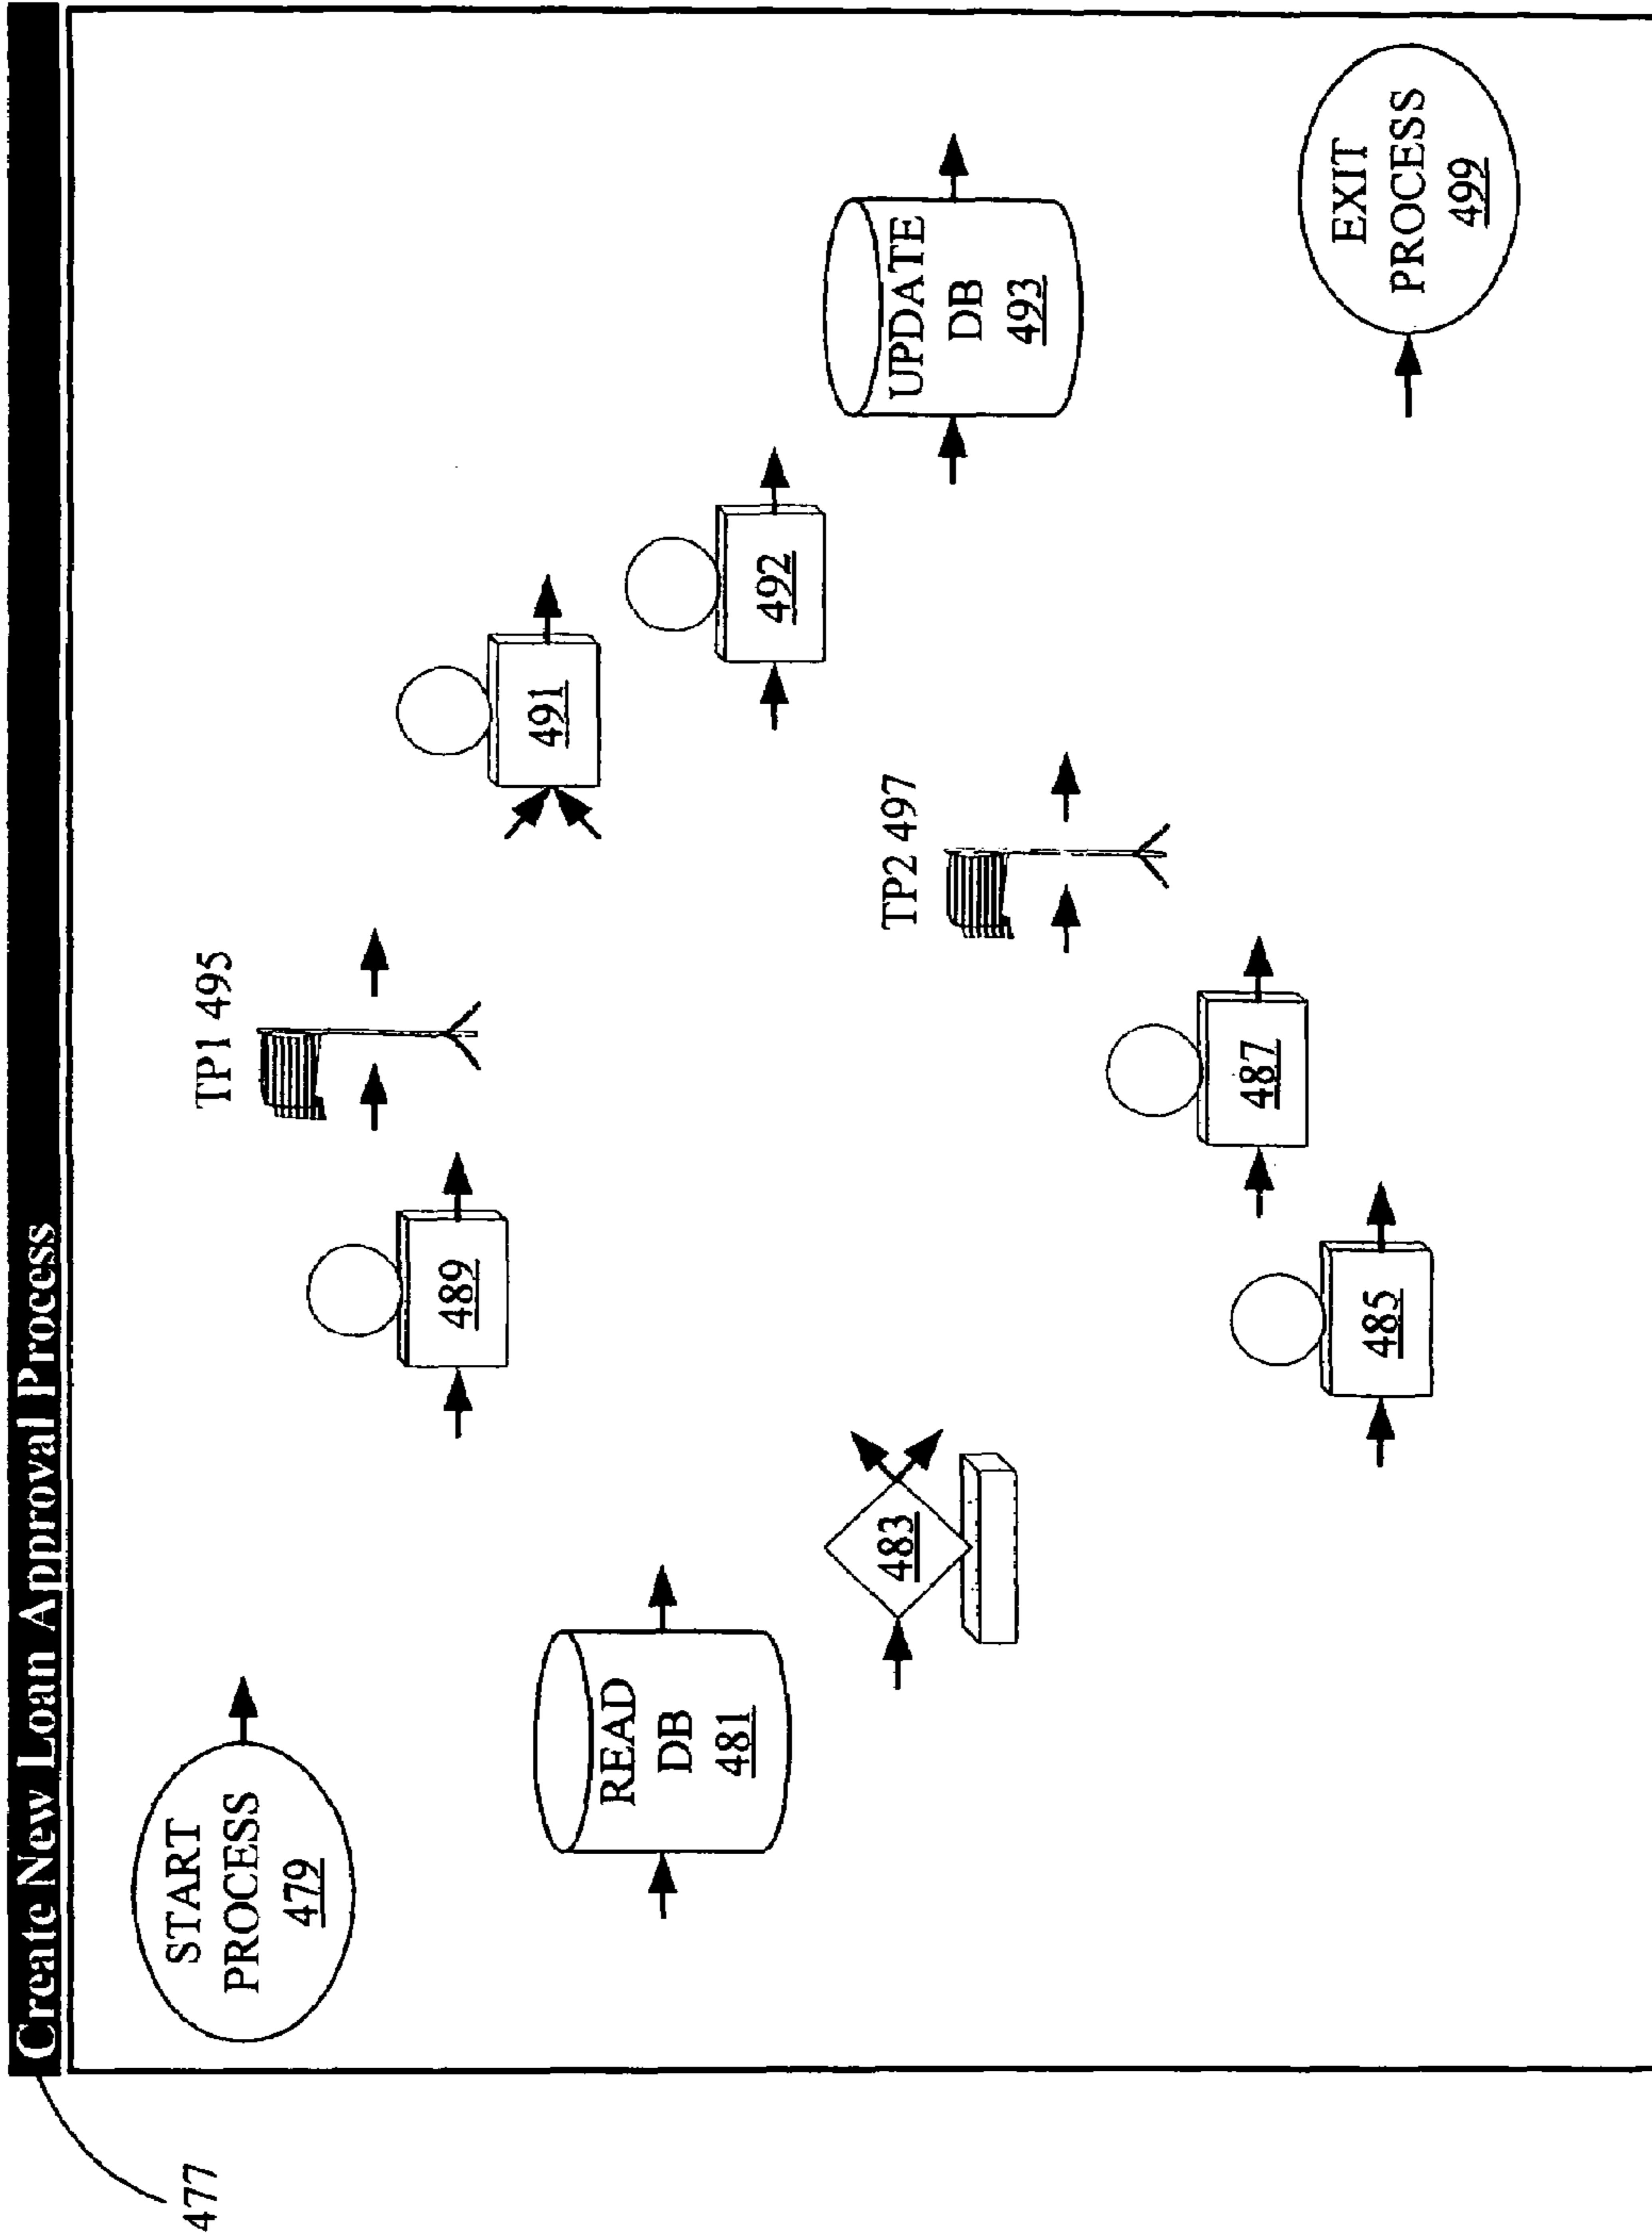 Create New Loan Approval Process
477
START
PROCESS
479
READ
DB
481
483
489
TP1 495
485
487
TP2 497
491
492
UPDATE
DB
493
EXIT
PROCESS
499